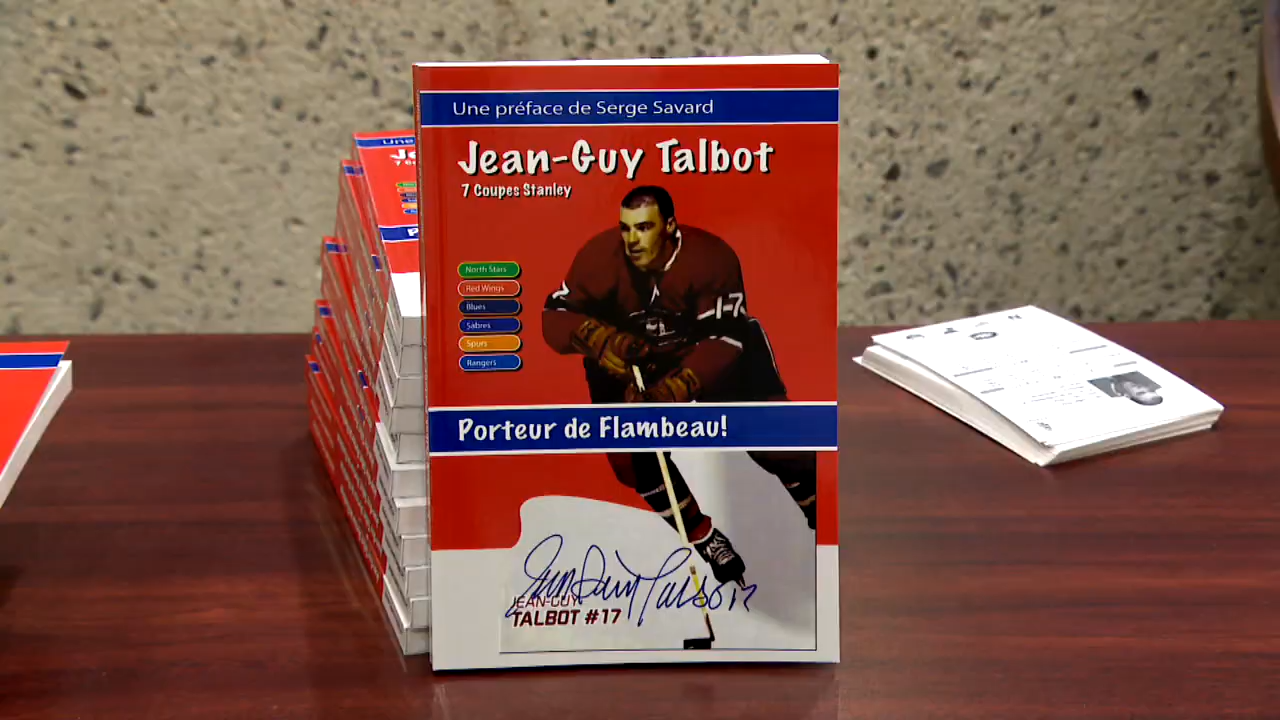 Une préface de Serge Savard
Jean-Guy Talbot
7 Coupes Stanley
North Stars
Red Wings
Blues
Sabres
Spurs
Rangers
17
Porteur de Flambeau!
JEAN-GUY
TALBOT #17